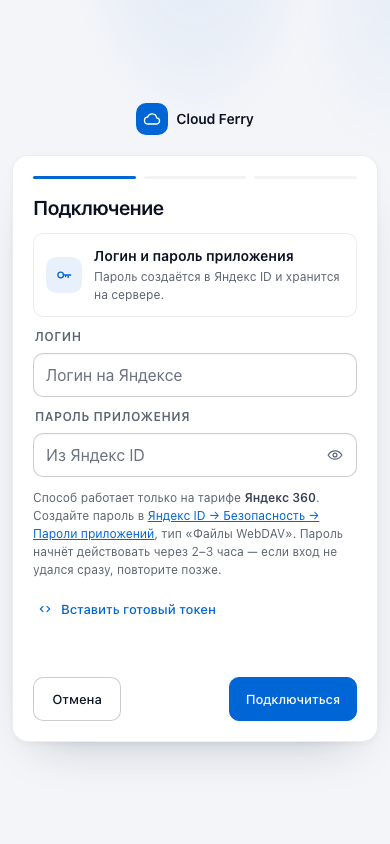 Cloud Ferry
Подключение
Логин и пароль приложения
Пароль создаётся в Яндекс ID и хранится
на сервере.
ЛОГИН
Логин на Яндексе
ПАРОЛЬ ПРИЛОЖЕНИЯ
Из Яндекс ID
Способ работает только на тарифе Яндекс 360.
Создайте пароль в Яндекс ID → Безопасность →
Пароли приложений, тип «Файлы WebDAV». Пароль
начнёт действовать через 2–3 часа — если вход не
удался сразу, повторите позже.
Вставить готовый токен
Отмена
Подключиться